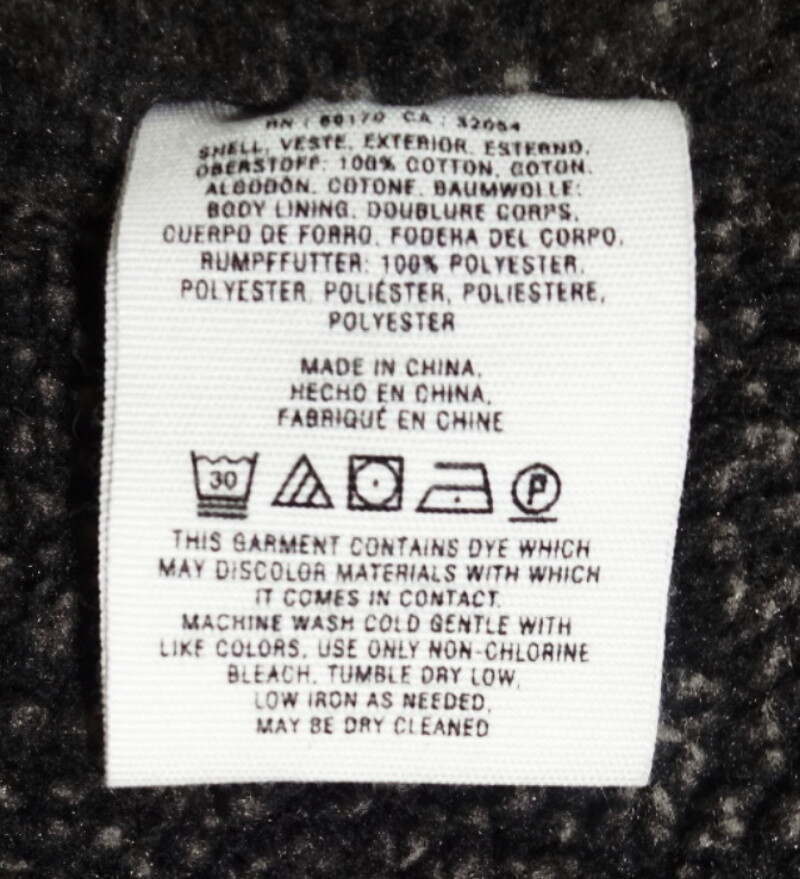 RN : 60170 CA : 32054
SHELL, VESTE, EXTERIOR, ESTERNO,
OBERSTOFF: 100% COTTON, COTON,
ALGODÓN, COTONE, BAUMWOLLE;
BODY LINING, DOUBLURE CORPS,
CUERPO DE FORRO, FODERA DEL CORPO,
RUMPFFUTTER: 100% POLYESTER,
POLYESTER, POLIÉSTER, POLIESTERE,
POLYESTER
MADE IN CHINA,
HECHO EN CHINA,
FABRIQUÉ EN CHINE
30 P
THIS GARMENT CONTAINS DYE WHICH
MAY DISCOLOR MATERIALS WITH WHICH
IT COMES IN CONTACT.
MACHINE WASH COLD GENTLE WITH
LIKE COLORS, USE ONLY NON-CHLORINE
BLEACH, TUMBLE DRY LOW,
LOW IRON AS NEEDED,
MAY BE DRY CLEANED